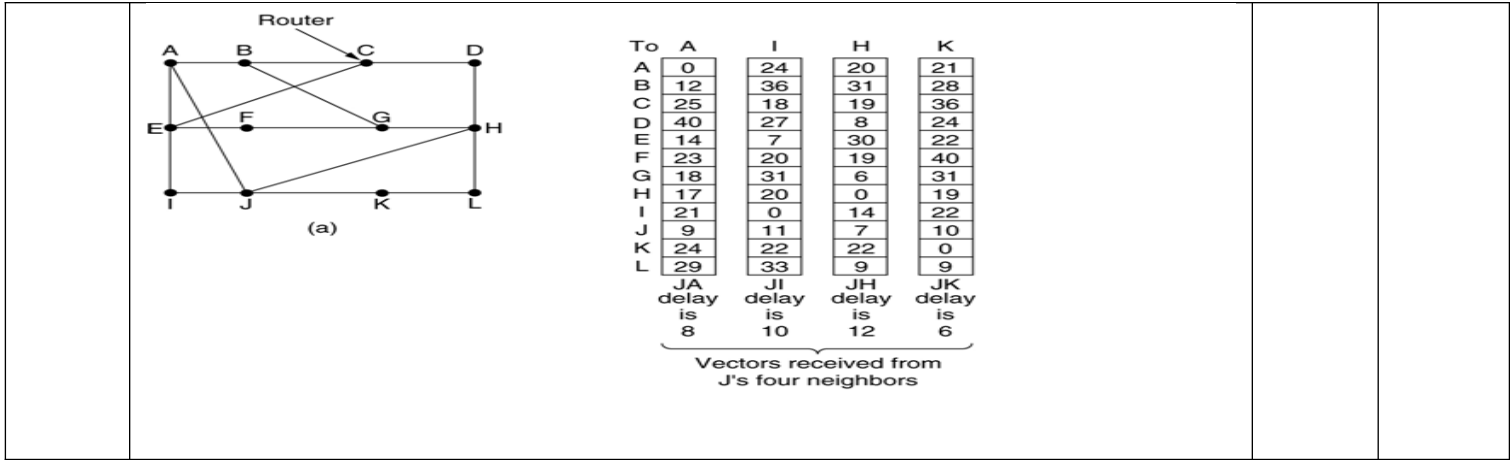 Router
A B C D
E F G H
I J K L
(a)
To A I H K
A 0 24 20 21
B 12 36 31 28
C 25 18 19 36
D 40 27 8 24
E 14 7 30 22
F 23 20 19 40
G 18 31 6 31
H 17 20 0 19
I 21 0 14 22
J 9 11 7 10
K 24 22 22 0
L 29 33 9 9
JA JI JH JK
delay delay delay delay
is is is is
8 10 12 6
Vectors received from
J's four neighbors